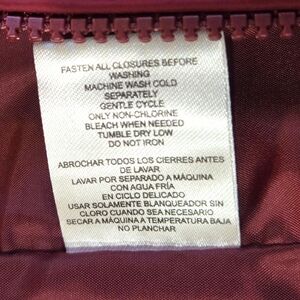 FASTEN ALL CLOSURES BEFORE
WASHING
MACHINE WASH COLD
SEPARATELY
GENTLE CYCLE
ONLY NON-CHLORINE
BLEACH WHEN NEEDED
TUMBLE DRY LOW
DO NOT IRON
ABROCHAR TODOS LOS CIERRES ANTES
DE LAVAR
LAVAR POR SEPARADO A MÁQUINA
CON AGUA FRÍA
EN CICLO DELICADO
USAR SOLAMENTE BLANQUEADOR SIN
CLORO CUANDO SEA NECESARIO
SECAR A MÁQUINA A TEMPERATURA BAJA
NO PLANCHAR